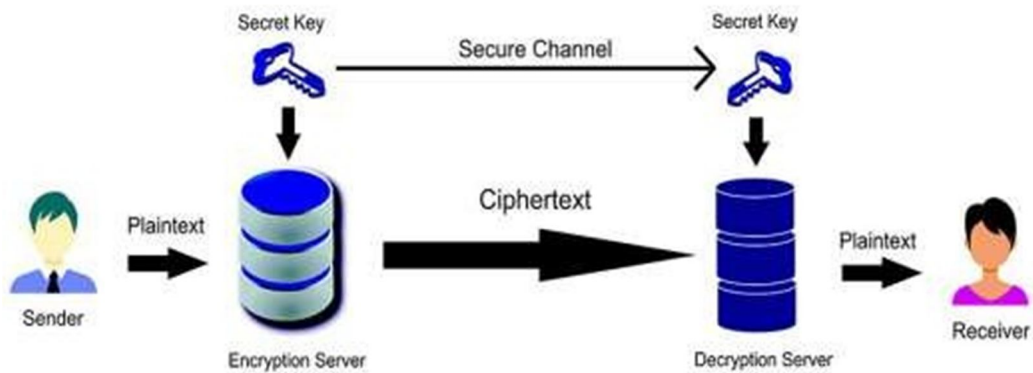 Secret Key
Secret Key
Secure Channel
Plaintext
Ciphertext
Plaintext
Sender
Receiver
Encryption Server
Decryption Server